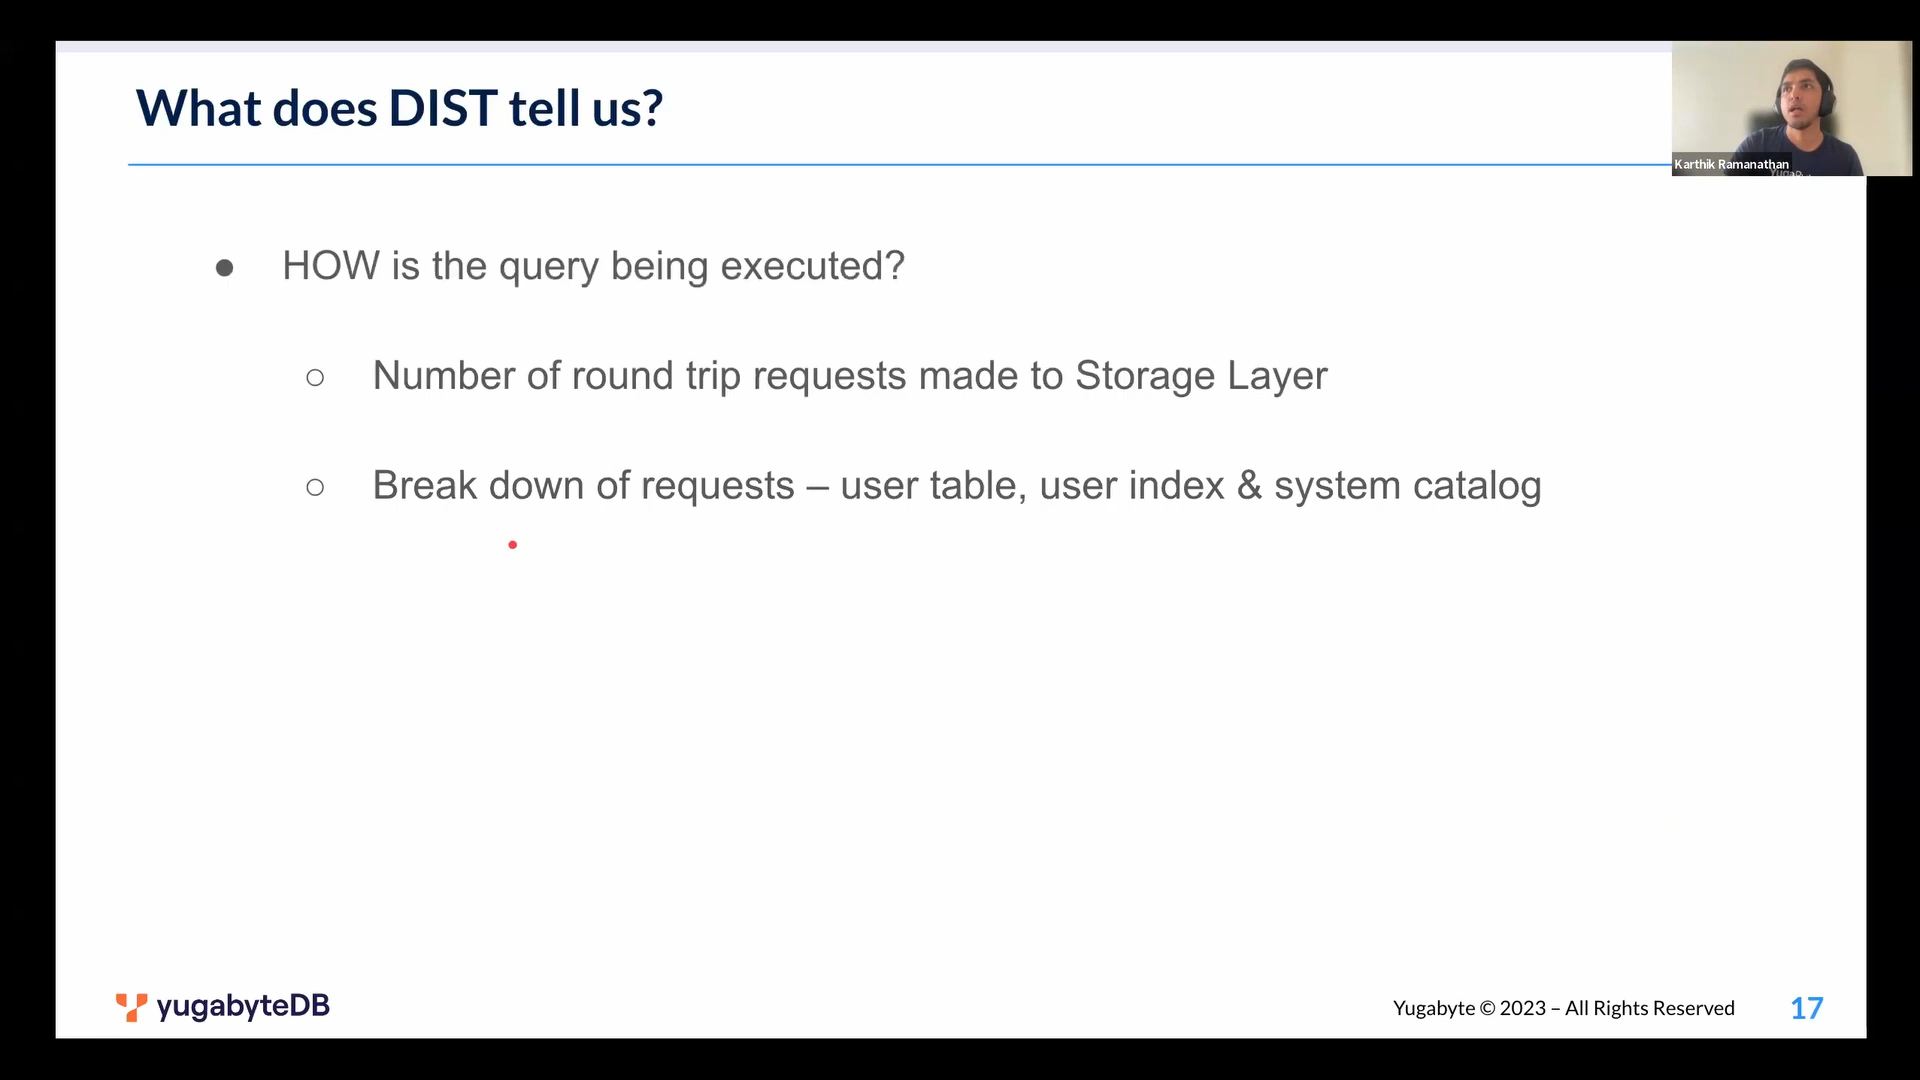 What does DIST tell us?
Karthik Ramanathan
● HOW is the query being executed?
○ Number of round trip requests made to Storage Layer
○ Break down of requests – user table, user index & system catalog
yugabyteDB
Yugabyte © 2023 – All Rights Reserved
17